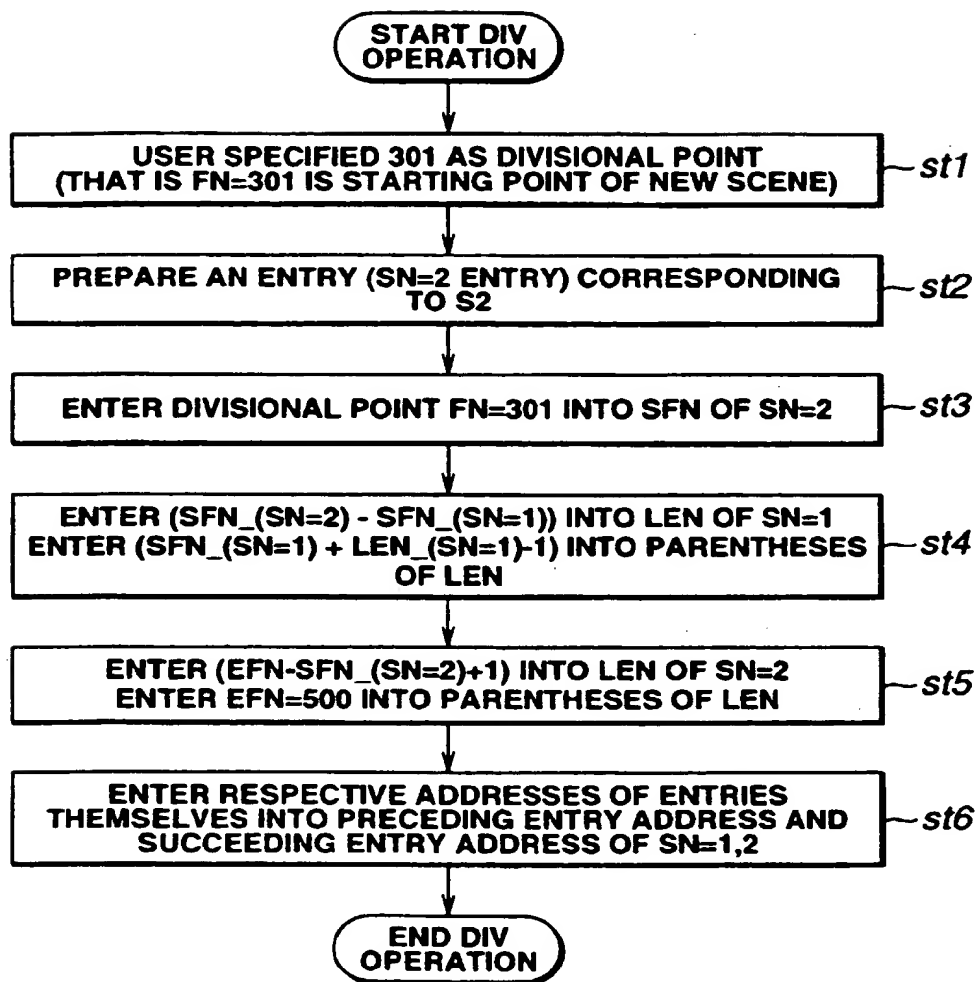 START DIV
OPERATION
USER SPECIFIED 301 AS DIVISIONAL POINT
(THAT IS FN=301 IS STARTING POINT OF NEW SCENE)
st1
PREPARE AN ENTRY (SN=2 ENTRY) CORRESPONDING
TO S2
st2
ENTER DIVISIONAL POINT FN=301 INTO SFN OF SN=2
st3
ENTER (SFN_(SN=2) - SFN_(SN=1)) INTO LEN OF SN=1
ENTER (SFN_(SN=1) + LEN_(SN=1)-1) INTO PARENTHESES
OF LEN
st4
ENTER (EFN-SFN_(SN=2)+1) INTO LEN OF SN=2
ENTER EFN=500 INTO PARENTHESES OF LEN
st5
ENTER RESPECTIVE ADDRESSES OF ENTRIES
THEMSELVES INTO PRECEDING ENTRY ADDRESS AND
SUCCEEDING ENTRY ADDRESS OF SN=1,2
st6
END DIV
OPERATION